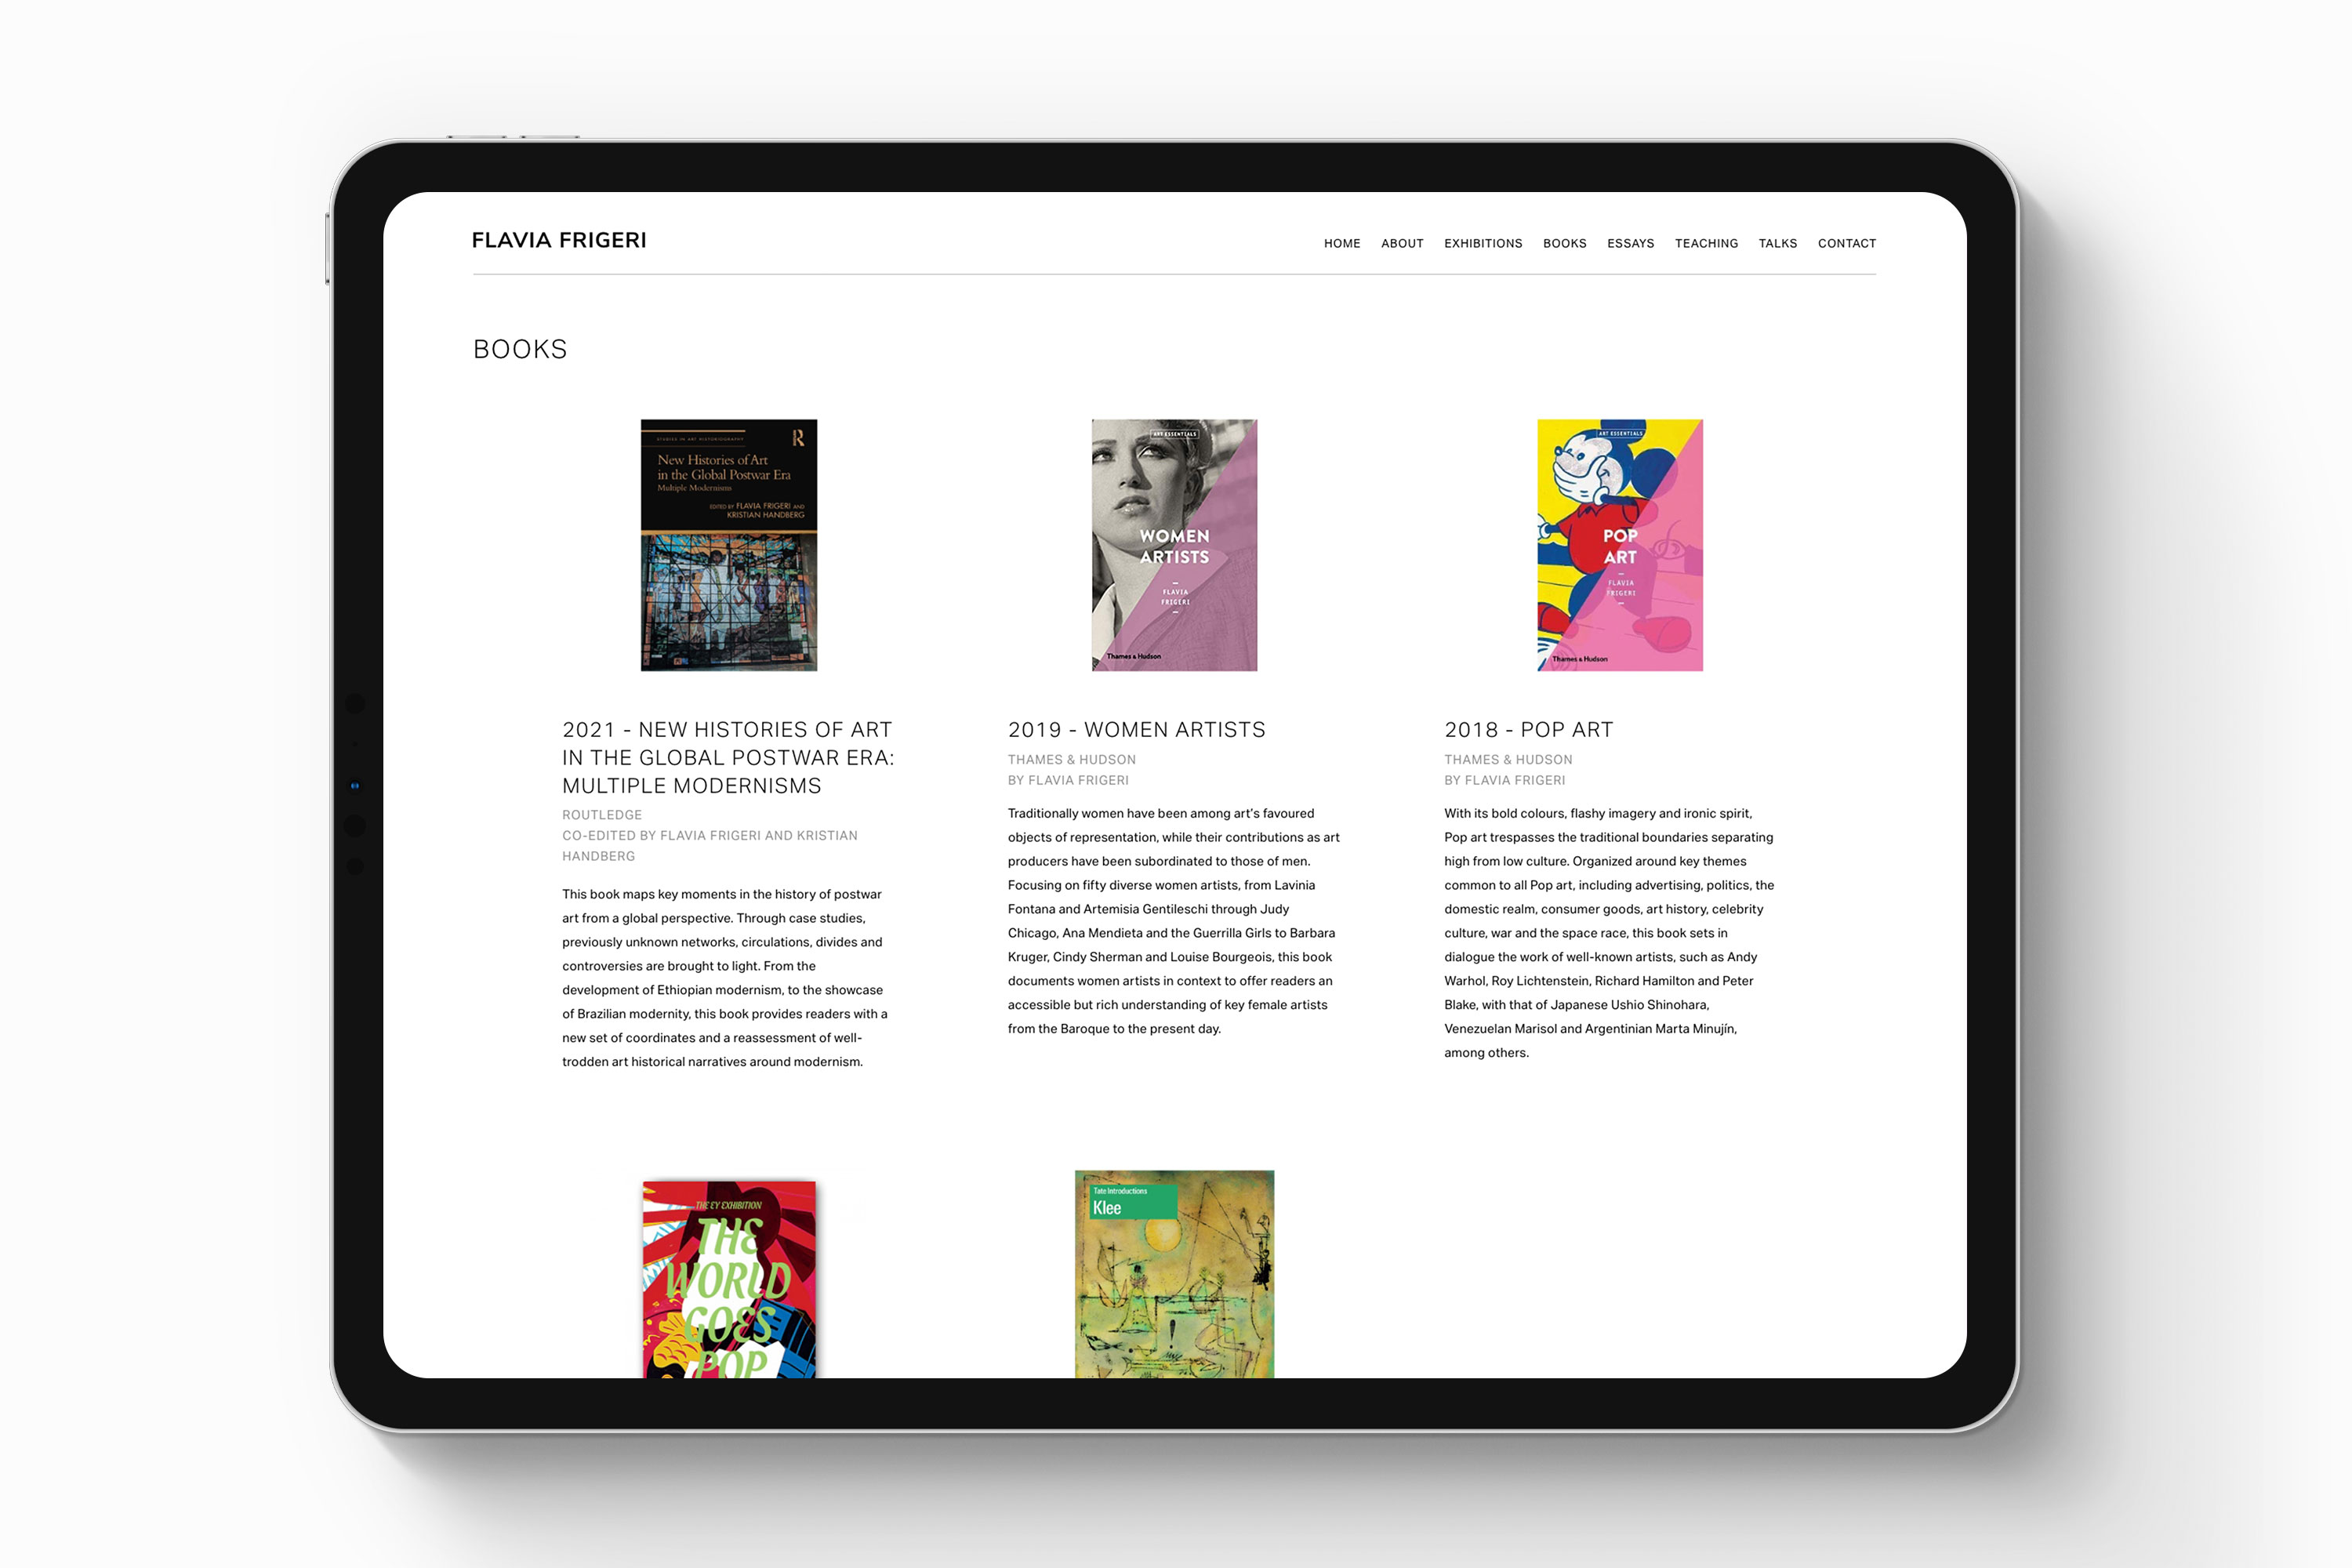 FLAVIA FRIGERI
HOME ABOUT EXHIBITIONS BOOKS ESSAYS TEACHING TALKS CONTACT
BOOKS
STUDIES IN ART HISTORIOGRAPHY
R
New Histories of Art
in the Global Postwar Era
Multiple Modernisms
EDITED BY FLAVIA FRIGERI AND
KRISTIAN HANDBERG
ART ESSENTIALS
WOMEN
ARTISTS
FLAVIA
FRIGERI
Thames & Hudson
ART ESSENTIALS
POP
ART
FLAVIA
FRIGERI
Thames & Hudson
2021 - NEW HISTORIES OF ART
IN THE GLOBAL POSTWAR ERA:
MULTIPLE MODERNISMS
ROUTLEDGE
CO-EDITED BY FLAVIA FRIGERI AND KRISTIAN
HANDBERG
This book maps key moments in the history of postwar
art from a global perspective. Through case studies,
previously unknown networks, circulations, divides and
controversies are brought to light. From the
development of Ethiopian modernism, to the showcase
of Brazilian modernity, this book provides readers with a
new set of coordinates and a reassessment of well-
trodden art historical narratives around modernism.
2019 - WOMEN ARTISTS
THAMES & HUDSON
BY FLAVIA FRIGERI
Traditionally women have been among art’s favoured
objects of representation, while their contributions as art
producers have been subordinated to those of men.
Focusing on fifty diverse women artists, from Lavinia
Fontana and Artemisia Gentileschi through Judy
Chicago, Ana Mendieta and the Guerrilla Girls to Barbara
Kruger, Cindy Sherman and Louise Bourgeois, this book
documents women artists in context to offer readers an
accessible but rich understanding of key female artists
from the Baroque to the present day.
2018 - POP ART
THAMES & HUDSON
BY FLAVIA FRIGERI
With its bold colours, flashy imagery and ironic spirit,
Pop art trespasses the traditional boundaries separating
high from low culture. Organized around key themes
common to all Pop art, including advertising, politics, the
domestic realm, consumer goods, art history, celebrity
culture, war and the space race, this book sets in
dialogue the work of well-known artists, such as Andy
Warhol, Roy Lichtenstein, Richard Hamilton and Peter
Blake, with that of Japanese Ushio Shinohara,
Venezuelan Marisol and Argentinian Marta Minujín,
among others.
THE EY EXHIBITION
THE
WORLD
GOES
POP
Tate Introductions
Klee